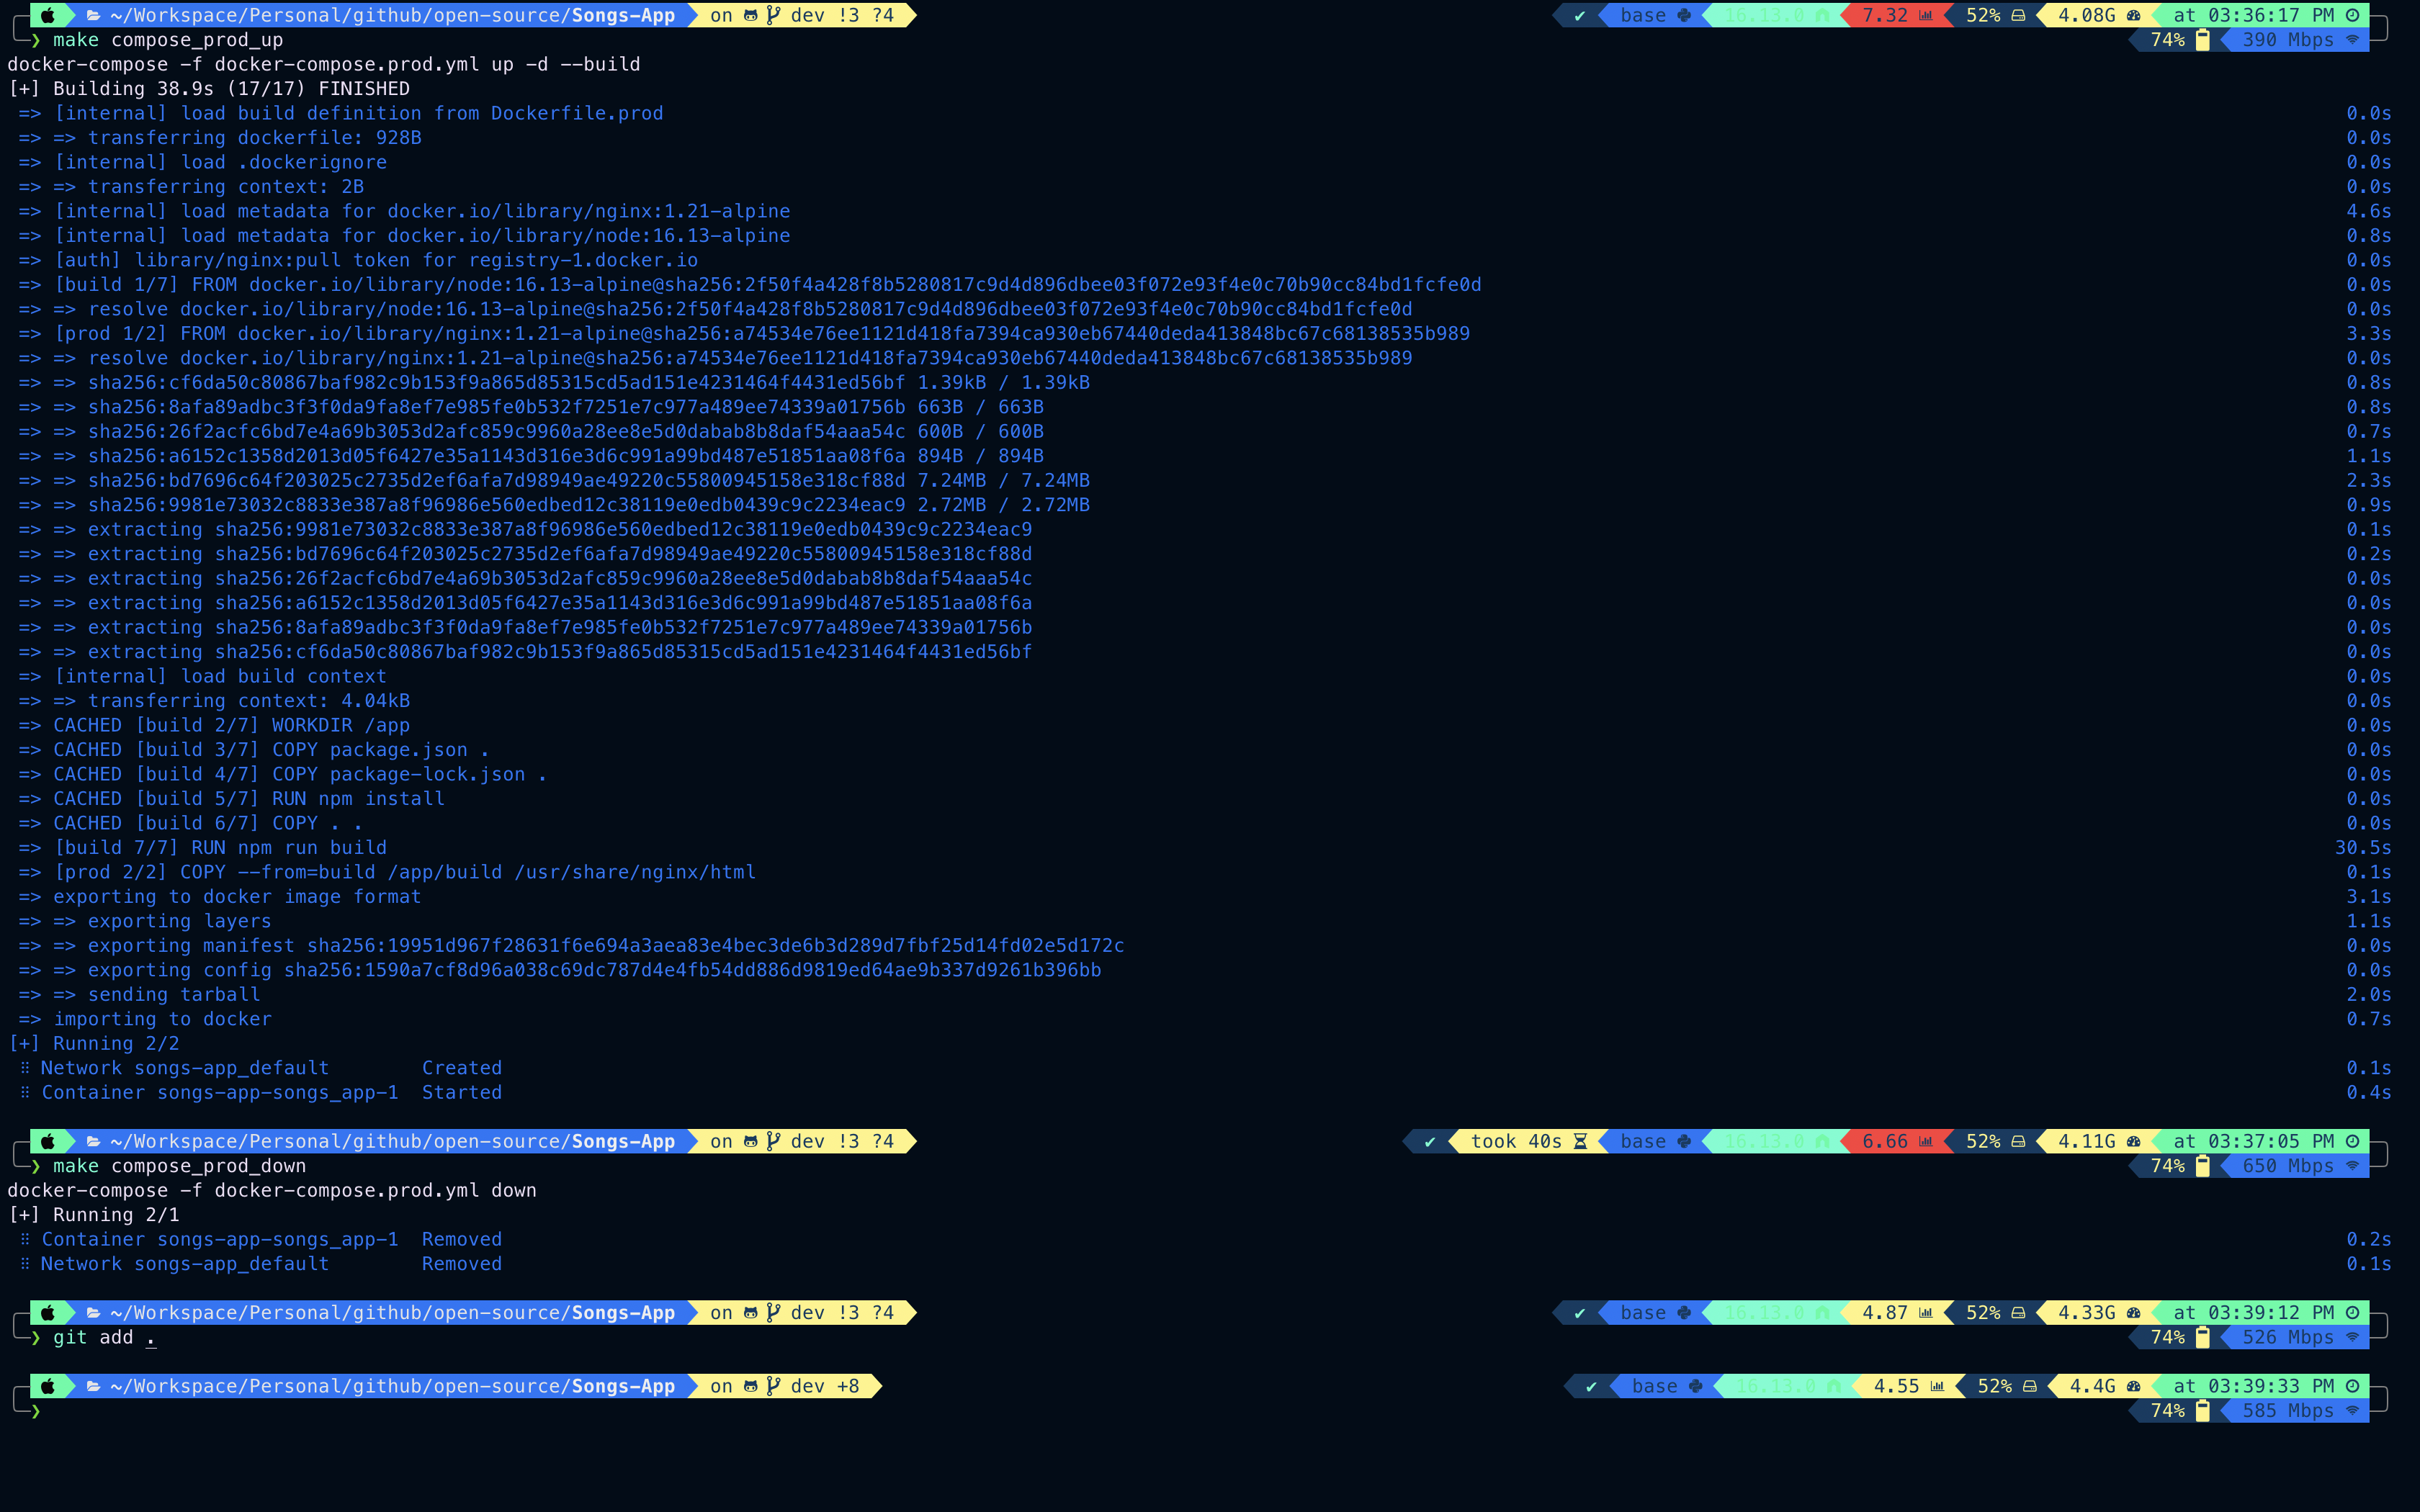 ~/Workspace/Personal/github/open-source/Songs-App on dev !3 ?4 ✔ base 16.13.0 7.32 52% 4.08G at 03:36:17 PM
❯ make compose_prod_up 74% 390 Mbps
docker-compose -f docker-compose.prod.yml up -d --build
[+] Building 38.9s (17/17) FINISHED
=> [internal] load build definition from Dockerfile.prod 0.0s
=> => transferring dockerfile: 928B 0.0s
=> [internal] load .dockerignore 0.0s
=> => transferring context: 2B 0.0s
=> [internal] load metadata for docker.io/library/nginx:1.21-alpine 4.6s
=> [internal] load metadata for docker.io/library/node:16.13-alpine 0.8s
=> [auth] library/nginx:pull token for registry-1.docker.io 0.0s
=> [build 1/7] FROM docker.io/library/node:16.13-alpine@sha256:2f50f4a428f8b5280817c9d4d896dbee03f072e93f4e0c70b90cc84bd1fcfe0d 0.0s
=> => resolve docker.io/library/node:16.13-alpine@sha256:2f50f4a428f8b5280817c9d4d896dbee03f072e93f4e0c70b90cc84bd1fcfe0d 0.0s
=> [prod 1/2] FROM docker.io/library/nginx:1.21-alpine@sha256:a74534e76ee1121d418fa7394ca930eb67440deda413848bc67c68138535b989 3.3s
=> => resolve docker.io/library/nginx:1.21-alpine@sha256:a74534e76ee1121d418fa7394ca930eb67440deda413848bc67c68138535b989 0.0s
=> => sha256:cf6da50c80867baf982c9b153f9a865d85315cd5ad151e4231464f4431ed56bf 1.39kB / 1.39kB 0.8s
=> => sha256:8afa89adbc3f3f0da9fa8ef7e985fe0b532f7251e7c977a489ee74339a01756b 663B / 663B 0.8s
=> => sha256:26f2acfc6bd7e4a69b3053d2afc859c9960a28ee8e5d0dabab8b8daf54aaa54c 600B / 600B 0.7s
=> => sha256:a6152c1358d2013d05f6427e35a1143d316e3d6c991a99bd487e51851aa08f6a 894B / 894B 1.1s
=> => sha256:bd7696c64f203025c2735d2ef6afa7d98949ae49220c55800945158e318cf88d 7.24MB / 7.24MB 2.3s
=> => sha256:9981e73032c8833e387a8f96986e560edbed12c38119e0edb0439c9c2234eac9 2.72MB / 2.72MB 0.9s
=> => extracting sha256:9981e73032c8833e387a8f96986e560edbed12c38119e0edb0439c9c2234eac9 0.1s
=> => extracting sha256:bd7696c64f203025c2735d2ef6afa7d98949ae49220c55800945158e318cf88d 0.2s
=> => extracting sha256:26f2acfc6bd7e4a69b3053d2afc859c9960a28ee8e5d0dabab8b8daf54aaa54c 0.0s
=> => extracting sha256:a6152c1358d2013d05f6427e35a1143d316e3d6c991a99bd487e51851aa08f6a 0.0s
=> => extracting sha256:8afa89adbc3f3f0da9fa8ef7e985fe0b532f7251e7c977a489ee74339a01756b 0.0s
=> => extracting sha256:cf6da50c80867baf982c9b153f9a865d85315cd5ad151e4231464f4431ed56bf 0.0s
=> [internal] load build context 0.0s
=> => transferring context: 4.04kB 0.0s
=> CACHED [build 2/7] WORKDIR /app 0.0s
=> CACHED [build 3/7] COPY package.json . 0.0s
=> CACHED [build 4/7] COPY package-lock.json . 0.0s
=> CACHED [build 5/7] RUN npm install 0.0s
=> CACHED [build 6/7] COPY . . 0.0s
=> [build 7/7] RUN npm run build 30.5s
=> [prod 2/2] COPY --from=build /app/build /usr/share/nginx/html 0.1s
=> exporting to docker image format 3.1s
=> => exporting layers 1.1s
=> => exporting manifest sha256:19951d967f28631f6e694a3aea83e4bec3de6b3d289d7fbf25d14fd02e5d172c 0.0s
=> => exporting config sha256:1590a7cf8d96a038c69dc787d4e4fb54dd886d9819ed64ae9b337d9261b396bb 0.0s
=> => sending tarball 2.0s
=> importing to docker 0.7s
[+] Running 2/2
⠿ Network songs-app_default Created 0.1s
⠿ Container songs-app-songs_app-1 Started 0.4s
~/Workspace/Personal/github/open-source/Songs-App on dev !3 ?4 ✔ took 40s base 16.13.0 6.66 52% 4.11G at 03:37:05 PM
❯ make compose_prod_down 74% 650 Mbps
docker-compose -f docker-compose.prod.yml down
[+] Running 2/1
⠿ Container songs-app-songs_app-1 Removed 0.2s
⠿ Network songs-app_default Removed 0.1s
~/Workspace/Personal/github/open-source/Songs-App on dev !3 ?4 ✔ base 16.13.0 4.87 52% 4.33G at 03:39:12 PM
❯ git add . 74% 526 Mbps
~/Workspace/Personal/github/open-source/Songs-App on dev +8 ✔ base 16.13.0 4.55 52% 4.4G at 03:39:33 PM
❯ 74% 585 Mbps